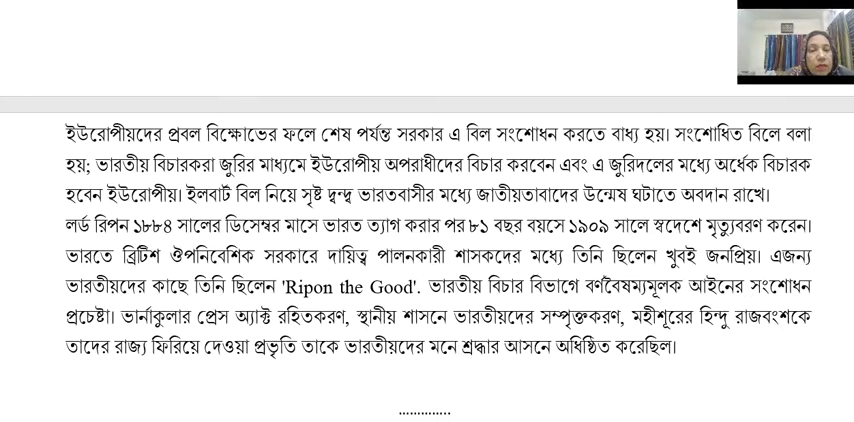 ইউরোপীয়দের প্রবল বিক্ষোভের ফলে শেষ পর্যন্ত সরকার এ বিল সংশোধন করতে বাধ্য হয়। সংশোধিত বিলে বলা
হয়; ভারতীয় বিচারকরা জুরির মাধ্যমে ইউরোপীয় অপরাধীদের বিচার করবেন এবং এ জুরিদলের মধ্যে অর্ধেক বিচারক
হবেন ইউরোপীয়। ইলবার্ট বিল নিয়ে সৃষ্ট দ্বন্দ্ব ভারতবাসীর মধ্যে জাতীয়তাবাদের উন্মেষ ঘটাতে অবদান রাখে।
লর্ড রিপন ১৮৮৪ সালের ডিসেম্বর মাসে ভারত ত্যাগ করার পর ৮১ বছর বয়সে ১৯০৯ সালে স্বদেশে মৃত্যুবরণ করেন।
ভারতে ব্রিটিশ ঔপনিবেশিক সরকারে দায়িত্ব পালনকারী শাসকদের মধ্যে তিনি ছিলেন খুবই জনপ্রিয়। এজন্য
ভারতীয়দের কাছে তিনি ছিলেন 'Ripon the Good'. ভারতীয় বিচার বিভাগে বর্ণবৈষম্যমূলক আইনের সংশোধন
প্রচেষ্টা। ভার্নাকুলার প্রেস অ্যাক্ট রহিতকরণ, স্থানীয় শাসনে ভারতীয়দের সম্পৃক্তকরণ, মহীশূরের হিন্দু রাজবংশকে
তাদের রাজ্য ফিরিয়ে দেওয়া প্রভৃতি তাকে ভারতীয়দের মনে শ্রদ্ধার আসনে অধিষ্ঠিত করেছিল।
..............